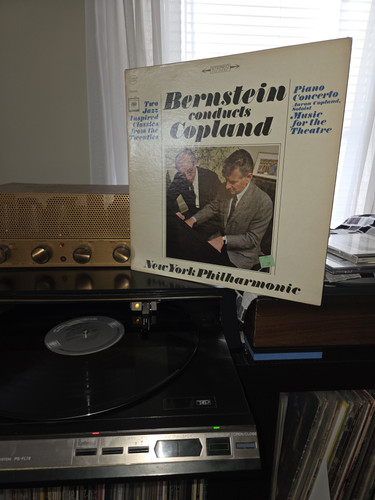 STEREO
Two
Jazz
Inspired
Classics
from the
Twenties
Bernstein
conducts
Copland
Piano
Concerto
Aaron Copland,
Soloist
•Music
for the
Theatre
New York Philharmonic